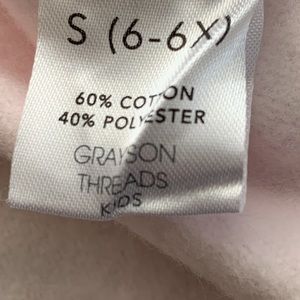 S (6-6X)
60% COTTON
40% POLYESTER
GRAYSON
THREADS
KIDS